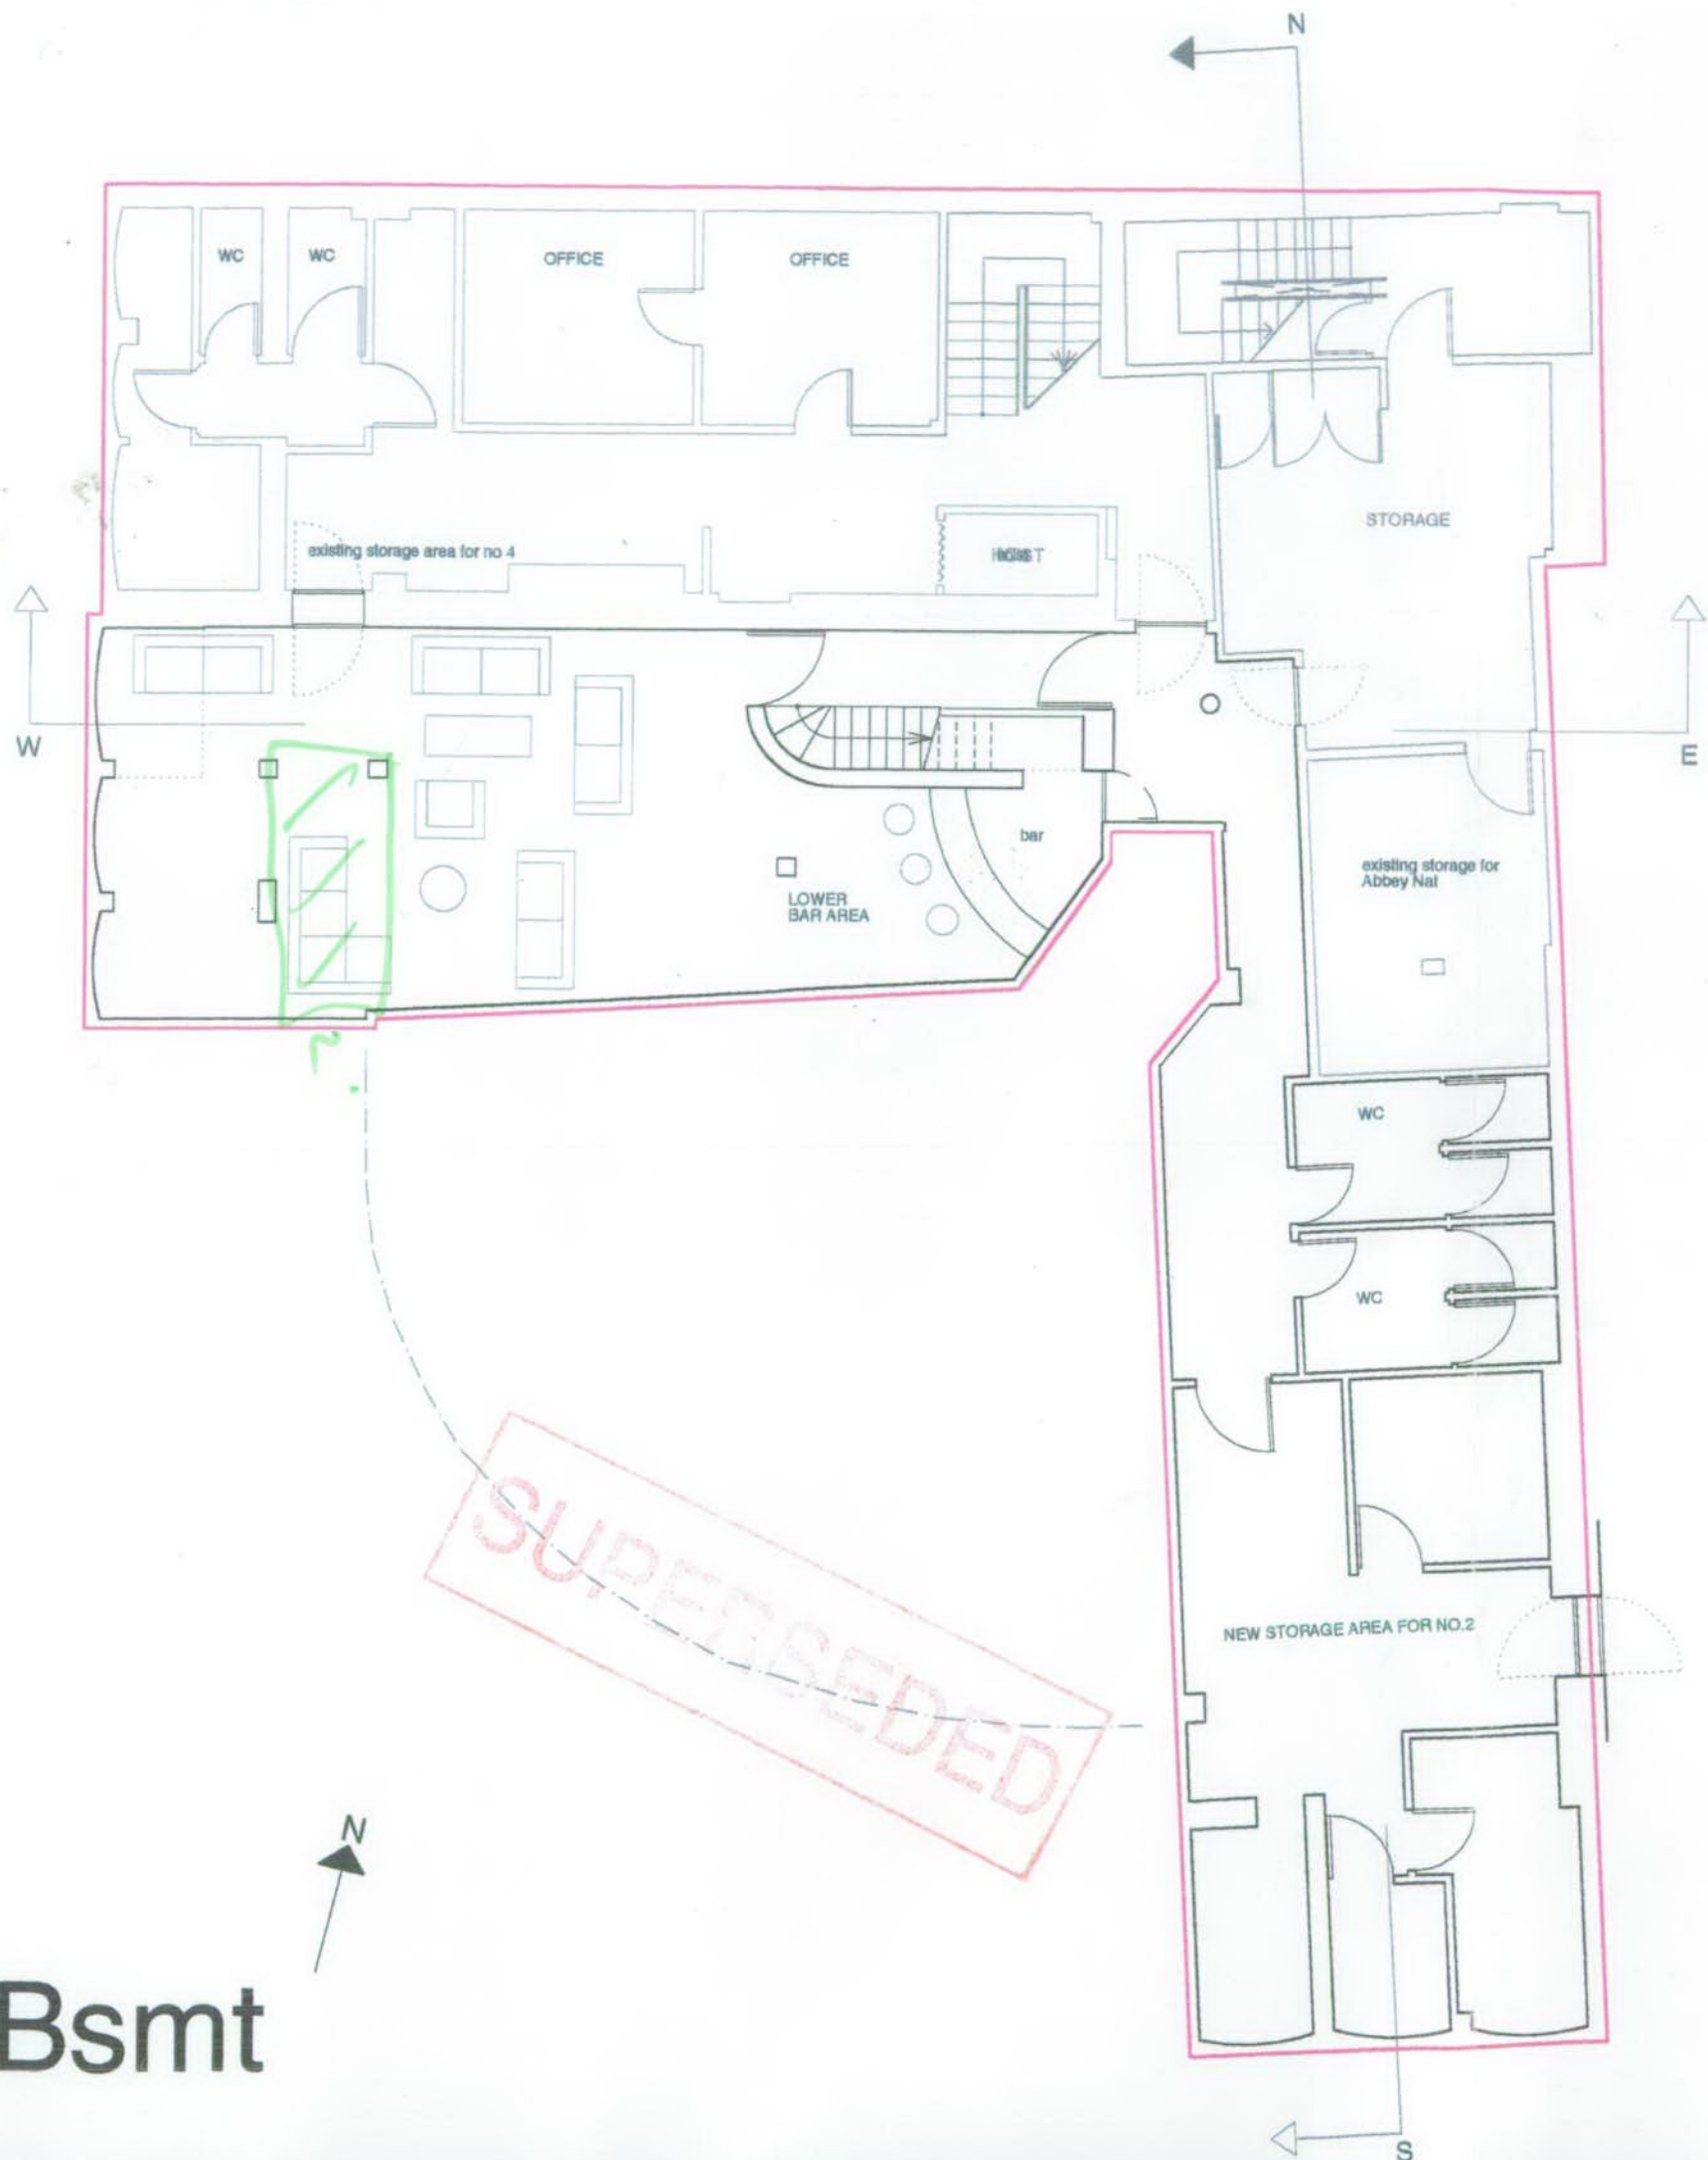 N
WC
WC
OFFICE
OFFICE
STORAGE
existing storage area for no 4
W
E
bar
existing storage for
Abbey Nat
LOWER
BAR AREA
?
WC
WC
SUPERSEDED
NEW STORAGE AREA FOR NO.2
N
Bsmt
S